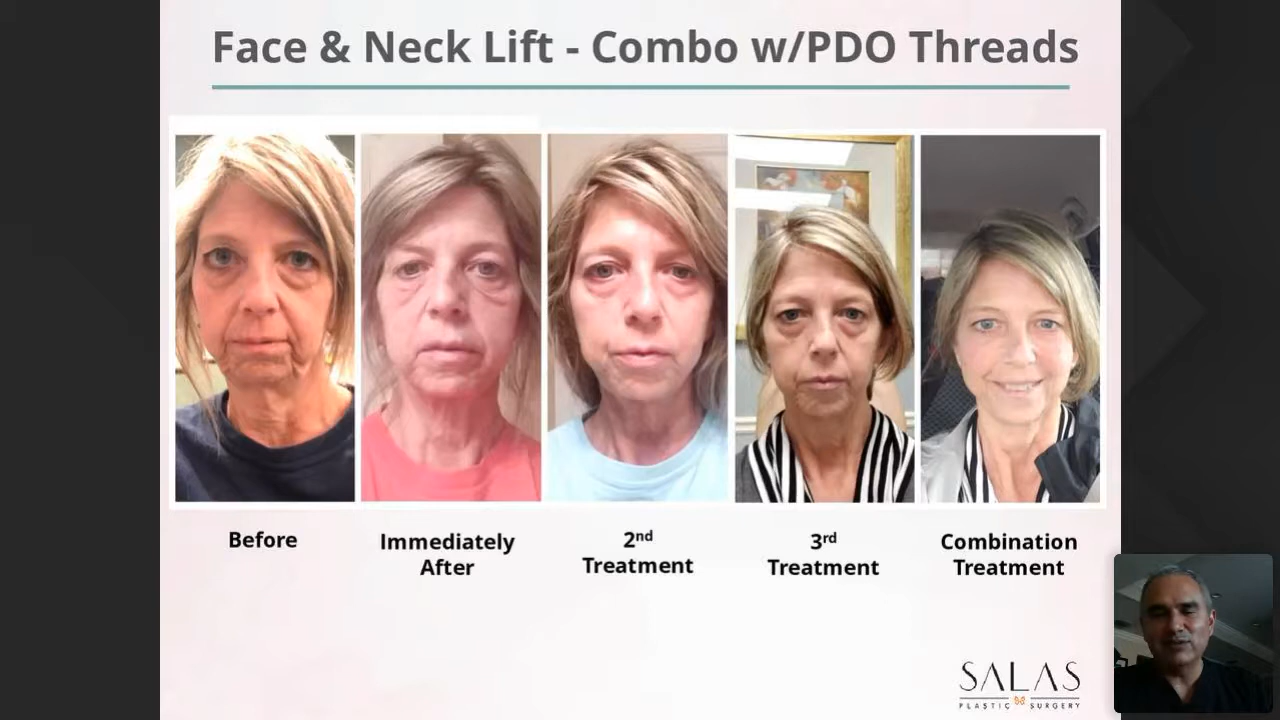 Face & Neck Lift - Combo w/PDO Threads
Before
Immediately
After
2nd
Treatment
3rd
Treatment
Combination
Treatment
SALAS
PLASTIC SURGERY